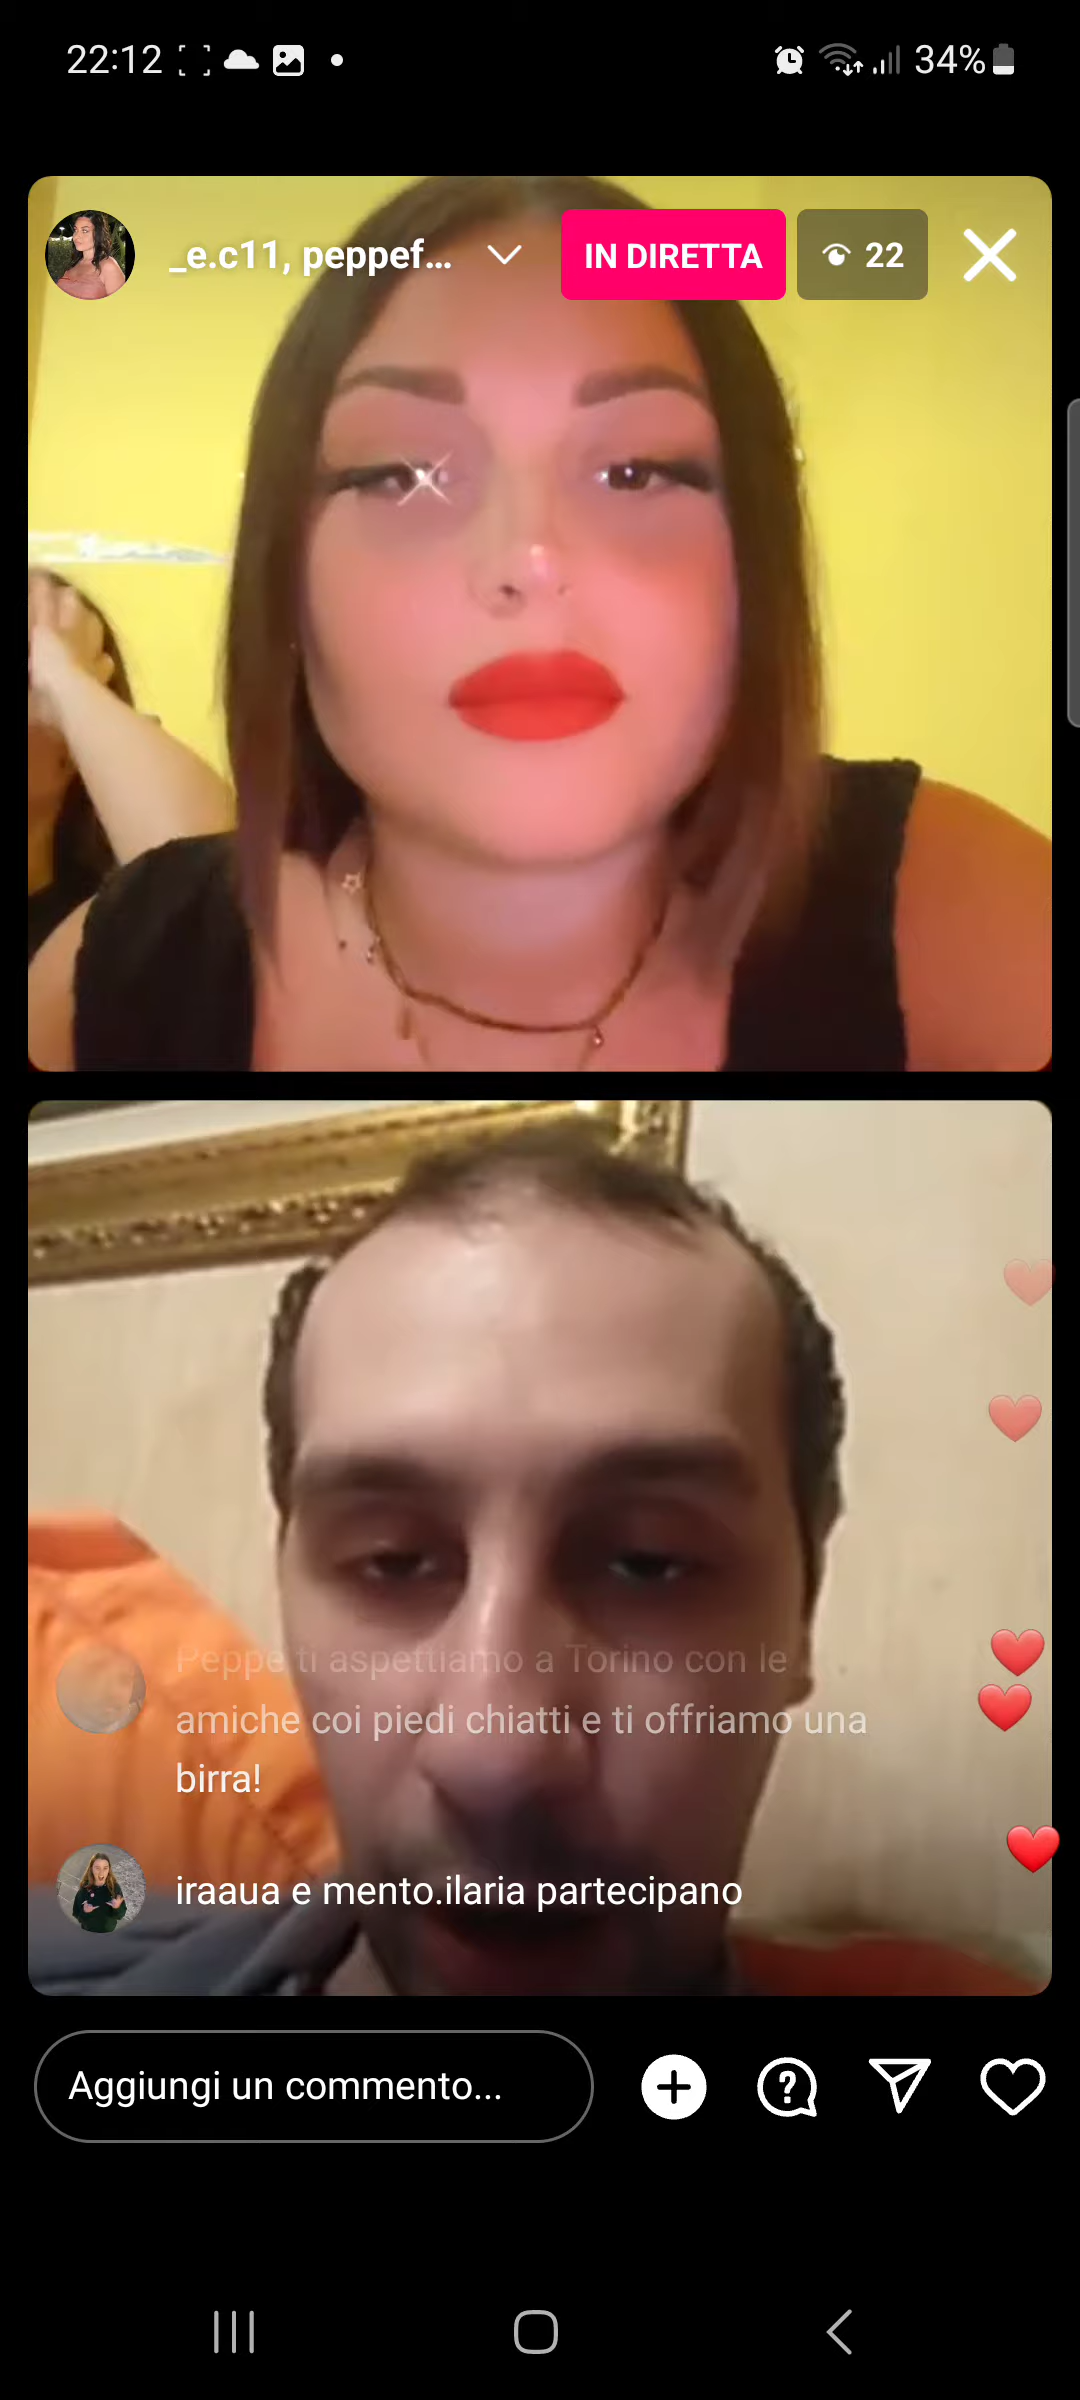 22:12
34%
_e.c11, peppef...
IN DIRETTA
22
Peppe ti aspettiamo a Torino con le
amiche coi piedi chiatti e ti offriamo una
birra!
iraaua e mento.ilaria partecipano
Aggiungi un commento...